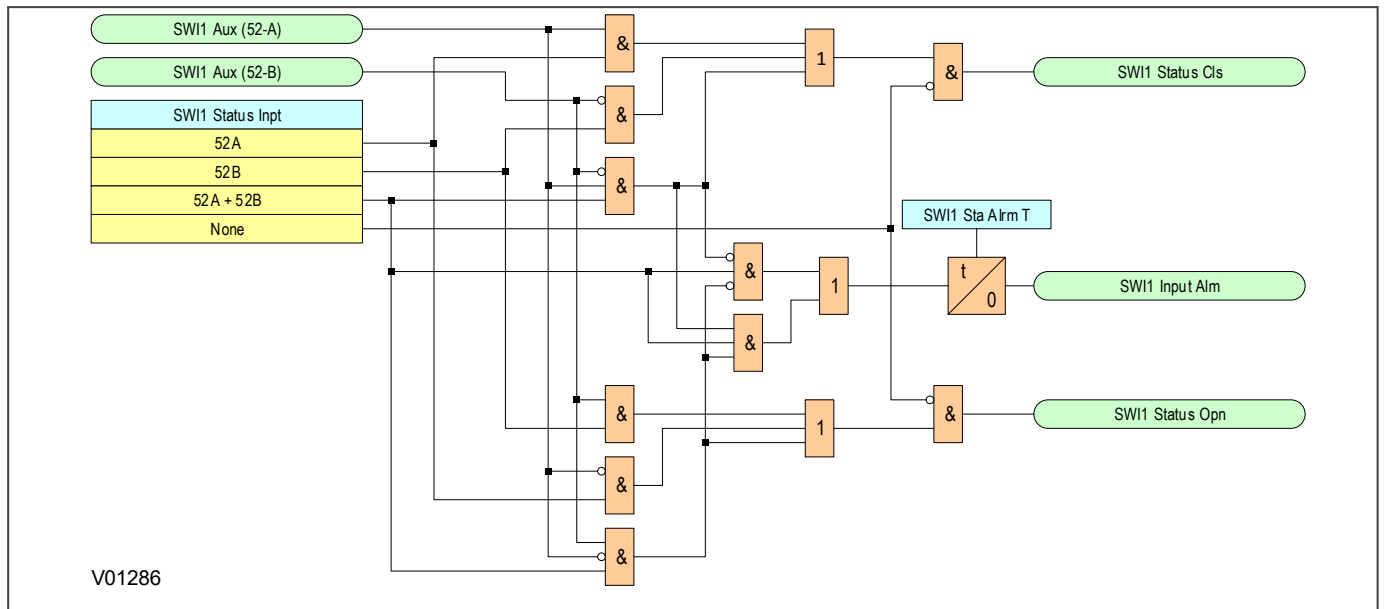 SWI1 Aux (52-A)
SWI1 Aux (52-B)
SWI1 Status Inpt
52A
52B
52A + 52B
None
&
&
&
1
&
SWI1 Status Cls
SWI1 Sta Alrm T
&
1
t
0
SWI1 Input Alm
&
&
1
&
SWI1 Status Opn
&
&
V01286